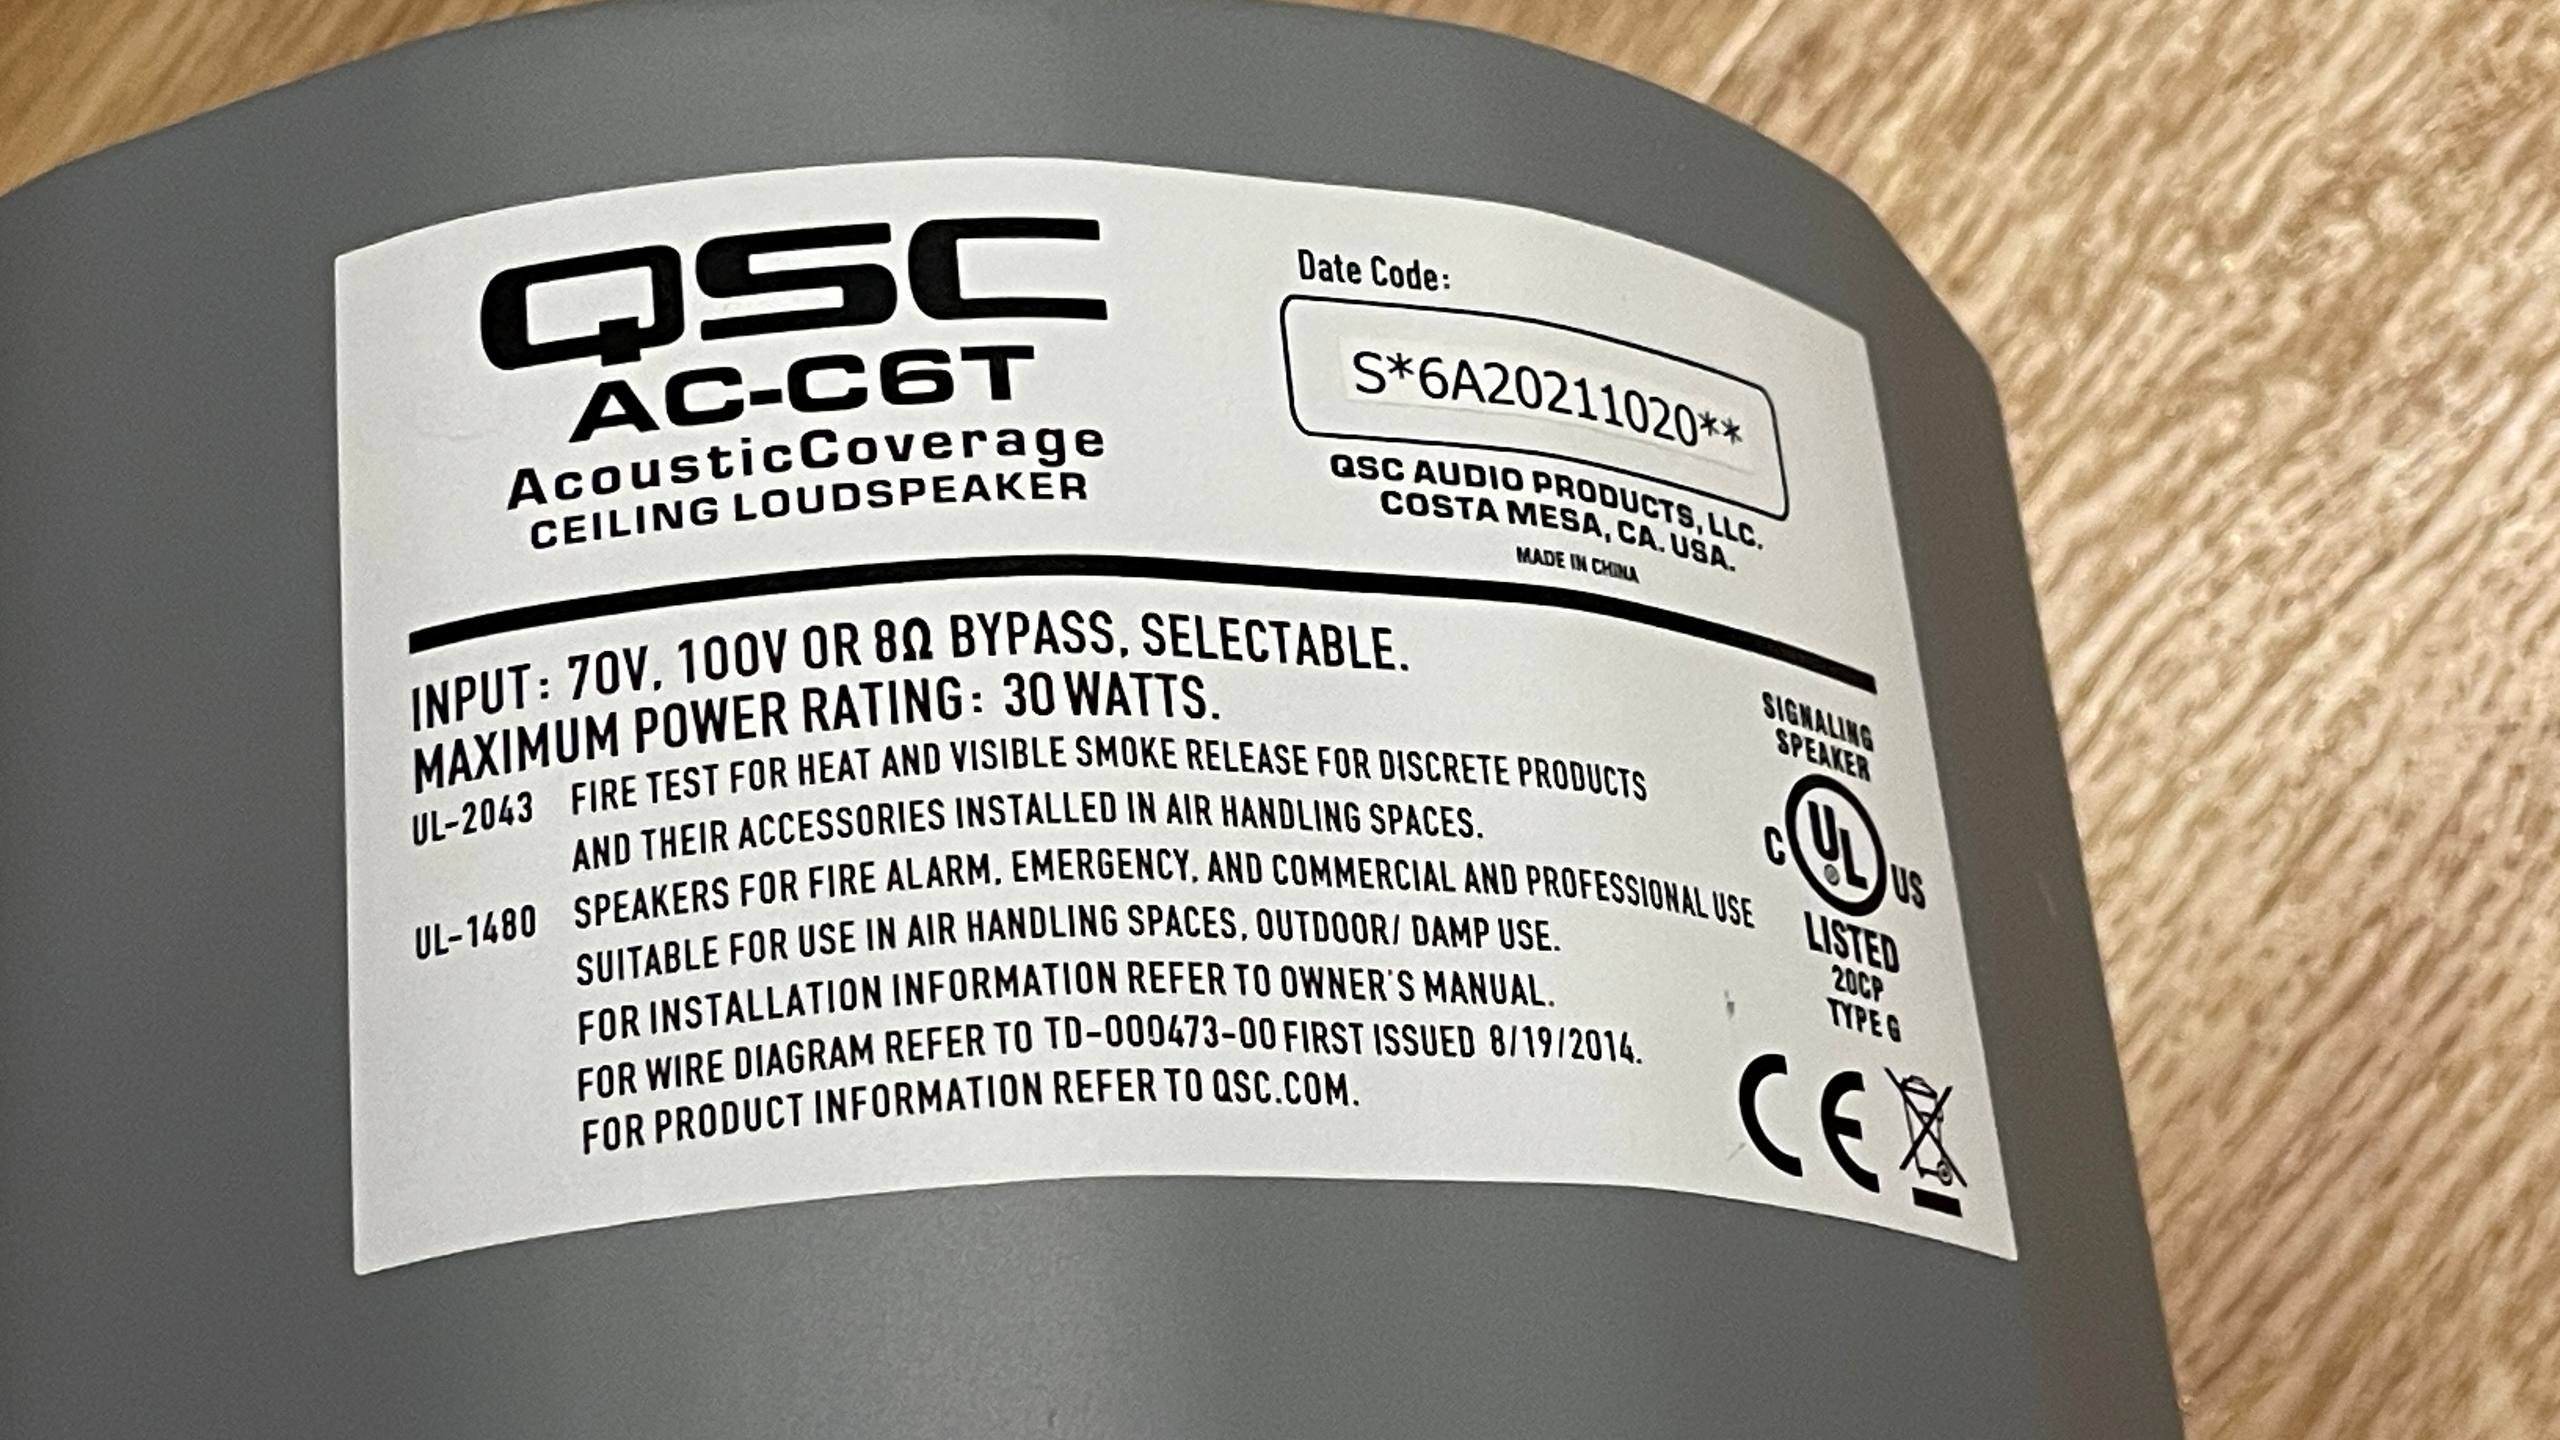 QSC
AC-C6T
AcousticCoverage
CEILING LOUDSPEAKER
Date Code:
S*6A20211020**
QSC AUDIO PRODUCTS, LLC.
COSTA MESA, CA. USA.
MADE IN CHINA
INPUT: 70V, 100V OR 8Ω BYPASS, SELECTABLE.
MAXIMUM POWER RATING: 30 WATTS.
UL-2043 FIRE TEST FOR HEAT AND VISIBLE SMOKE RELEASE FOR DISCRETE PRODUCTS
AND THEIR ACCESSORIES INSTALLED IN AIR HANDLING SPACES.
UL-1480 SPEAKERS FOR FIRE ALARM, EMERGENCY, AND COMMERCIAL AND PROFESSIONAL USE
SUITABLE FOR USE IN AIR HANDLING SPACES, OUTDOOR/ DAMP USE.
FOR INSTALLATION INFORMATION REFER TO OWNER'S MANUAL.
FOR WIRE DIAGRAM REFER TO TD-000473-00 FIRST ISSUED 8/19/2014.
FOR PRODUCT INFORMATION REFER TO QSC.COM.
SIGNALING
SPEAKER
C UL ® US
LISTED
20CP
TYPE G
CE